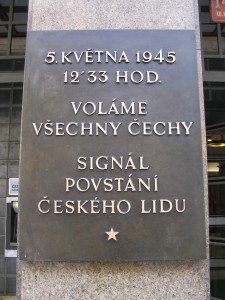 5. KVĚTNA 1945
12´33 HOD.
VOLÁME
VŠECHNY ČECHY
SIGNÁL
POVSTÁNÍ
ČESKÉHO LIDU